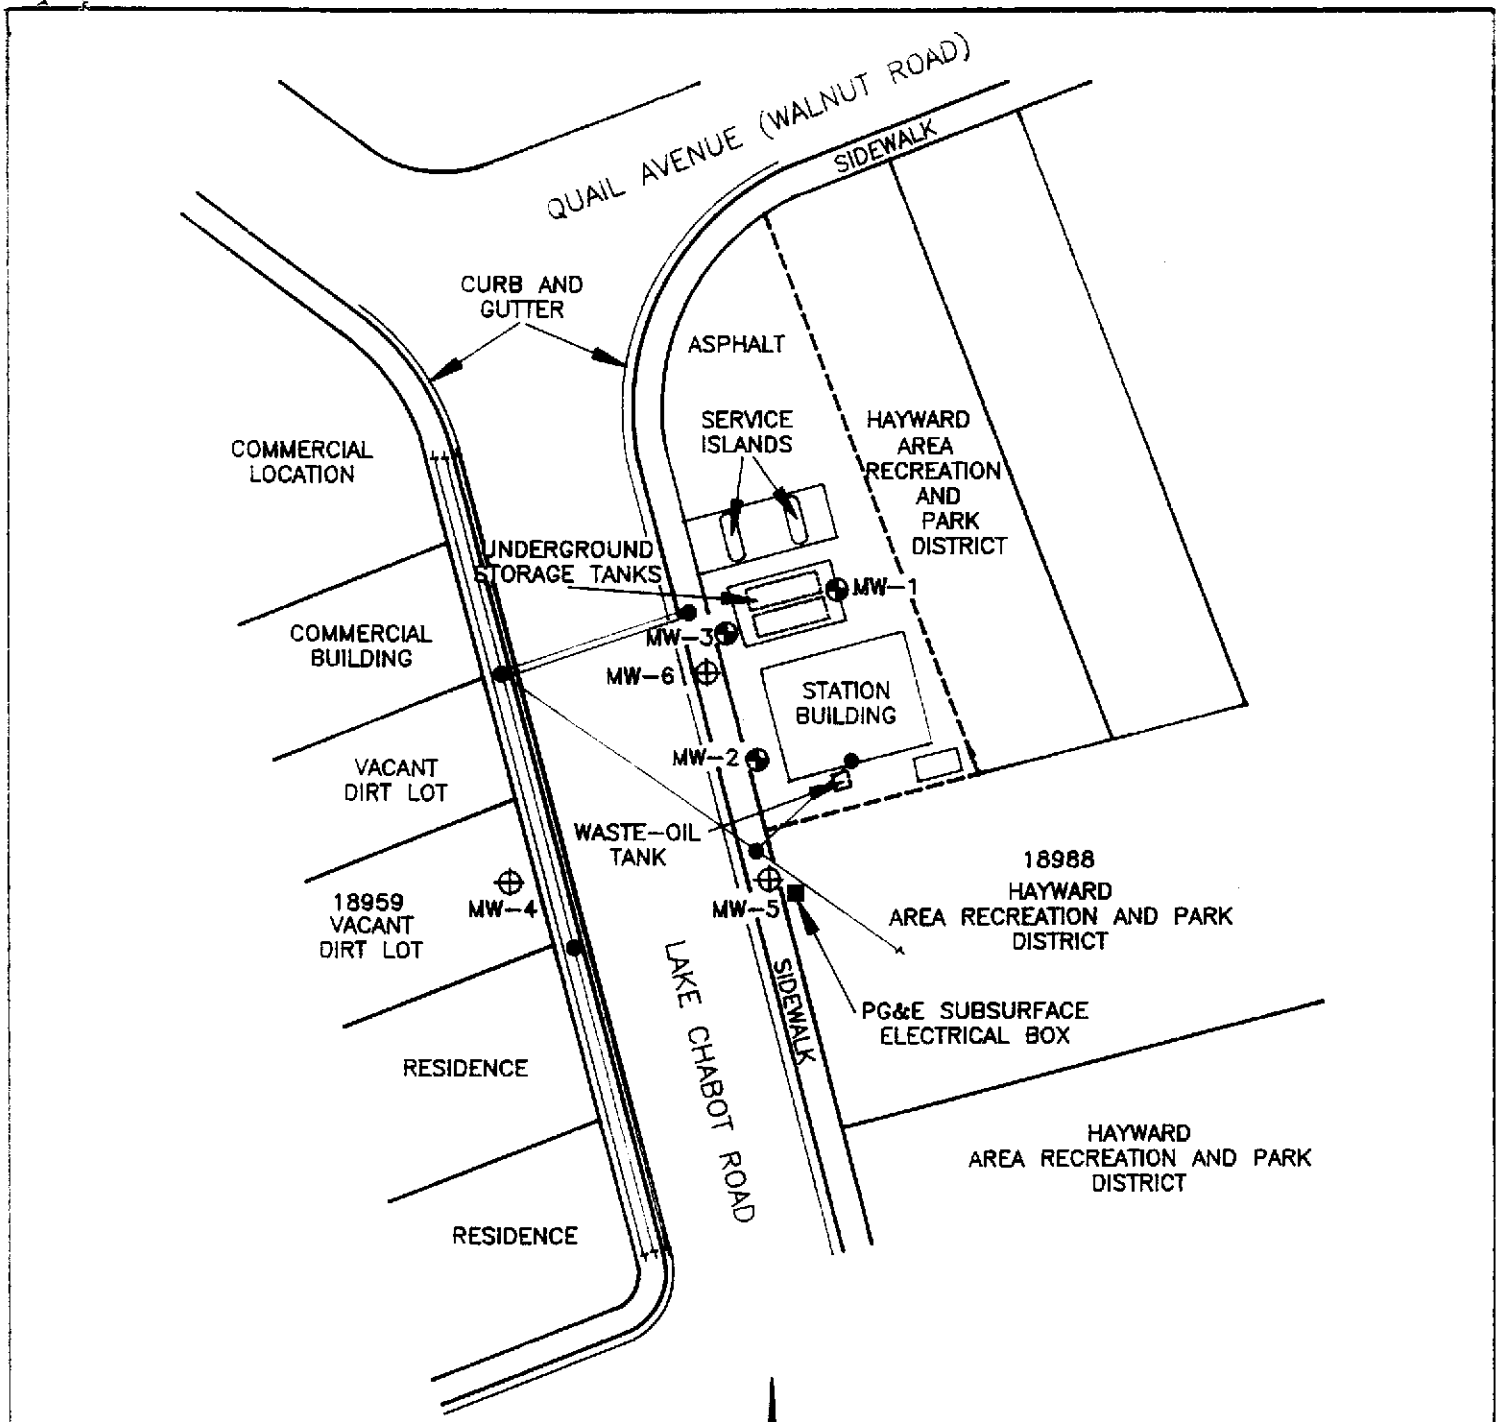 QUAIL AVENUE (WALNUT ROAD)
SIDEWALK
CURB AND
GUTTER
ASPHALT
SERVICE
ISLANDS
HAYWARD
AREA
RECREATION
AND
PARK
DISTRICT
COMMERCIAL
LOCATION
UNDERGROUND
STORAGE TANKS
MW-1
COMMERCIAL
BUILDING
MW-3
MW-6
STATION
BUILDING
VACANT
DIRT LOT
MW-2
WASTE-OIL
TANK
18988
HAYWARD
AREA RECREATION AND PARK
DISTRICT
18959
VACANT
DIRT LOT
MW-4
MW-5
LAKE CHABOT ROAD
SIDEWALK
PG&E SUBSURFACE
ELECTRICAL BOX
RESIDENCE
HAYWARD
AREA RECREATION AND PARK
DISTRICT
RESIDENCE